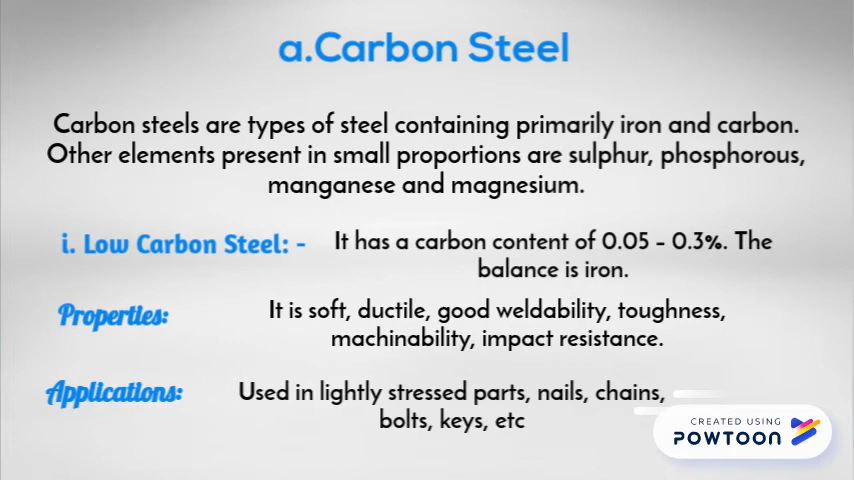 a.Carbon Steel
Carbon steels are types of steel containing primarily iron and carbon.
Other elements present in small proportions are sulphur, phosphorous,
manganese and magnesium.
i. Low Carbon Steel: - It has a carbon content of 0.05 – 0.3%. The
balance is iron.
Properties: It is soft, ductile, good weldability, toughness,
machinability, impact resistance.
Applications: Used in lightly stressed parts, nails, chains,
bolts, keys, etc
CREATED USING
POWTOON